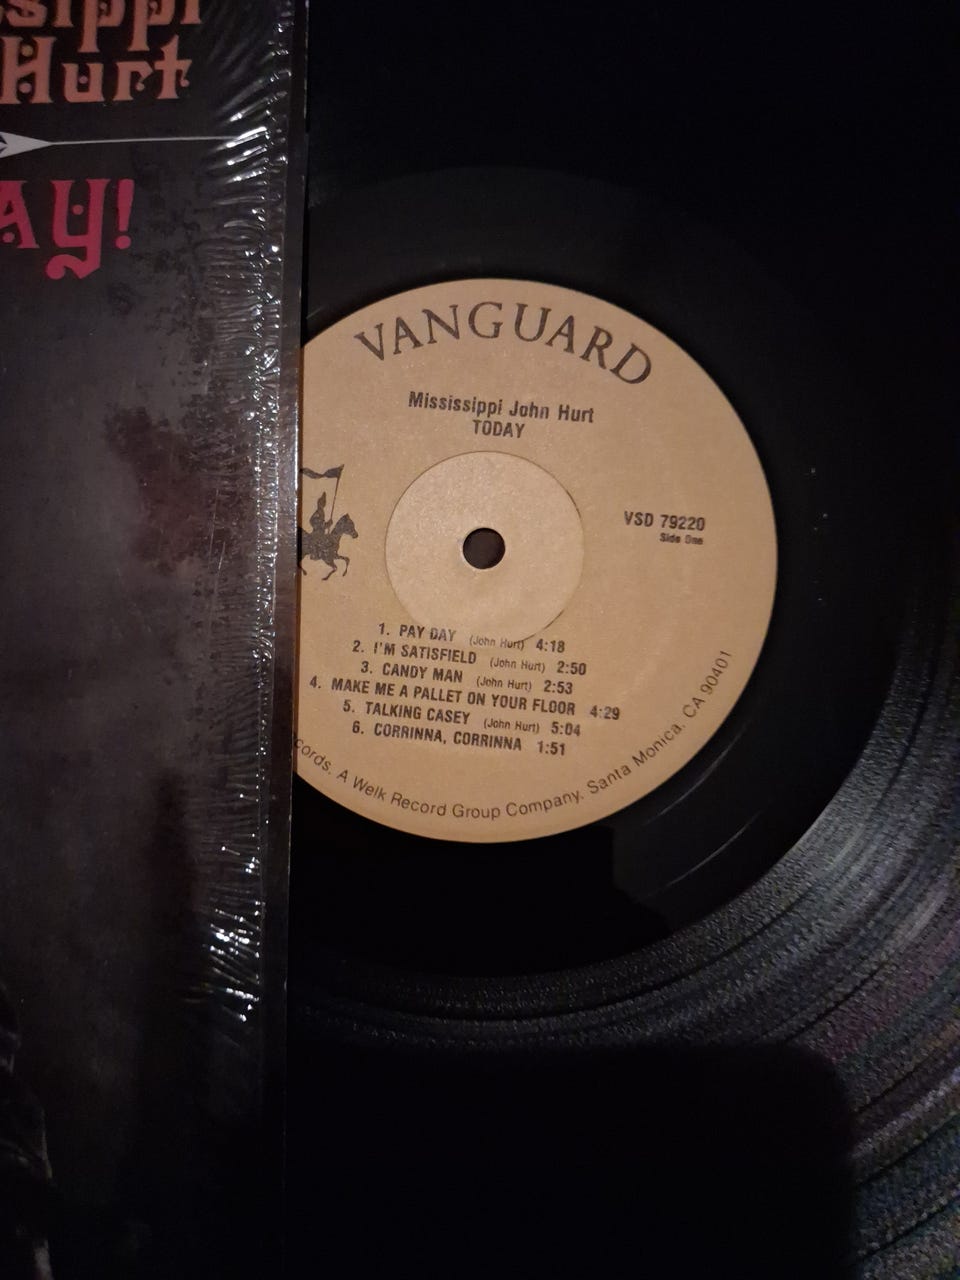 ssippi
Hurt
AY!
VANGUARD
Mississippi John Hurt
TODAY
VSD 79220
Side One
1. PAY DAY (John Hurt) 4:18
2. I'M SATISFIELD (John Hurt) 2:50
3. CANDY MAN (John Hurt) 2:53
4. MAKE ME A PALLET ON YOUR FLOOR 4:29
5. TALKING CASEY (John Hurt) 5:04
6. CORRINNA, CORRINNA 1:51
cords. A Welk Record Group Company. Santa Monica. CA 90401